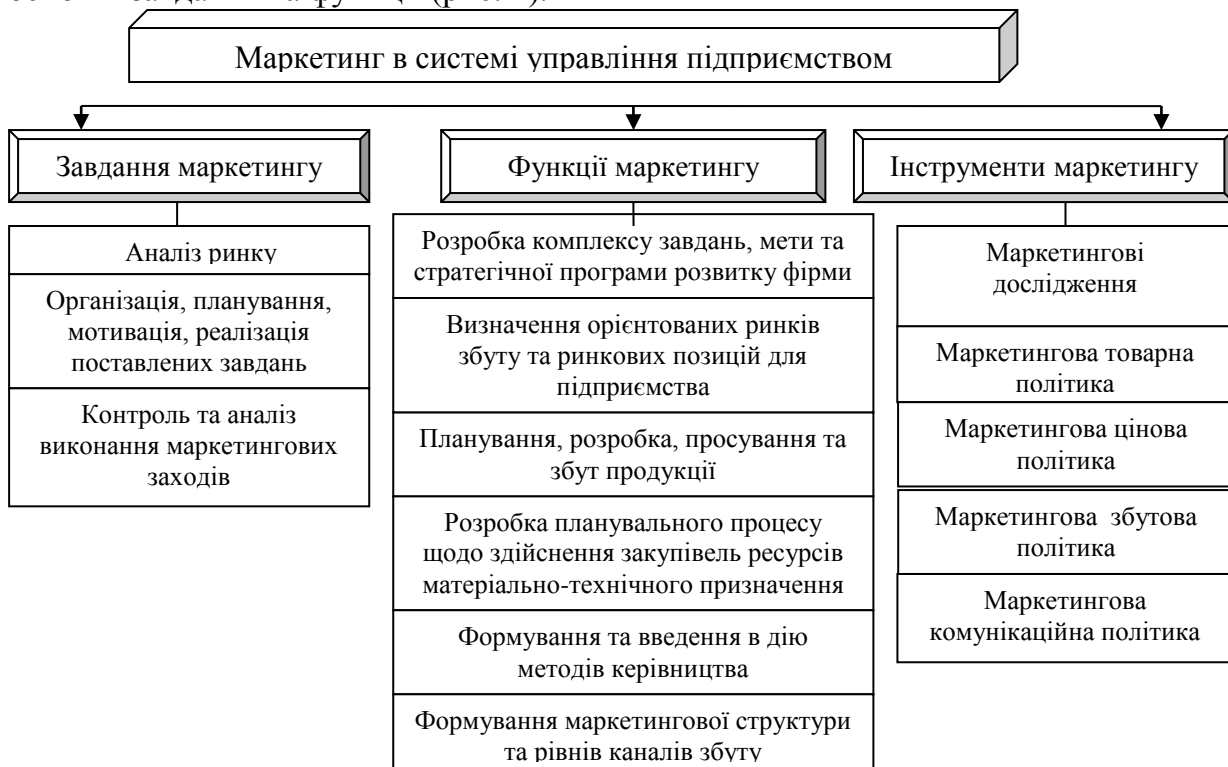 Маркетинг в системі управління підприємством
Завдання маркетингу
Аналіз ринку
Організація, планування,
мотивація, реалізація
поставлених завдань
Контроль та аналіз
виконання маркетингових
заходів
Функції маркетингу
Розробка комплексу завдань, мети та
стратегічної програми розвитку фірми
Визначення орієнтованих ринків
збуту та ринкових позицій для
підприємства
Планування, розробка, просування та
збут продукції
Розробка планувального процесу
щодо здійснення закупівель ресурсів
матеріально-технічного призначення
Формування та введення в дію
методів керівництва
Формування маркетингової структури
та рівнів каналів збуту
Інструменти маркетингу
Маркетингові
дослідження
Маркетингова товарна
політика
Маркетингова цінова
політика
Маркетингова збутова
політика
Маркетингова
комунікаційна політика